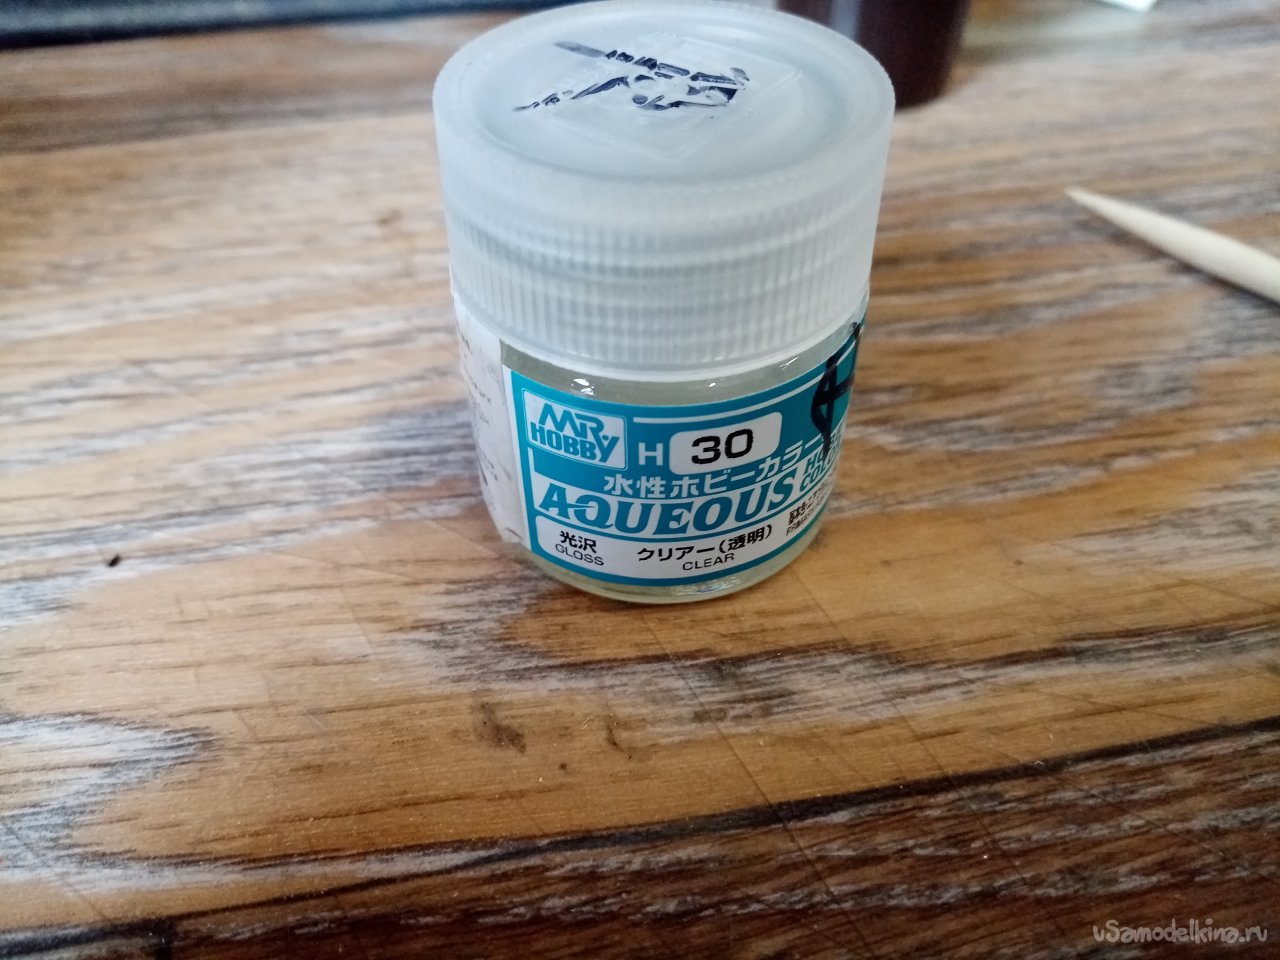 MR.
HOBBY
H 30
水性ホビーカラー
AQUEOUS
光沢
GLOSS
クリアー(透明)
CLEAR
vSamodelkina.ru